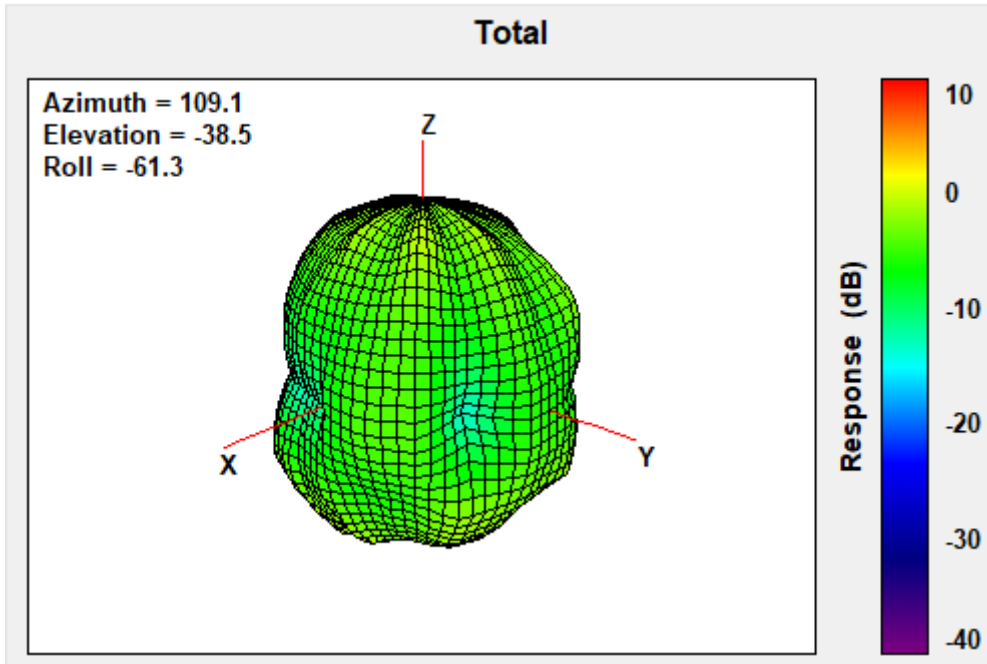 Total
Azimuth = 109.1
Elevation = -38.5
Roll = -61.3
Z
X
Y
10
0
-10
-20
-30
-40
Response (dB)